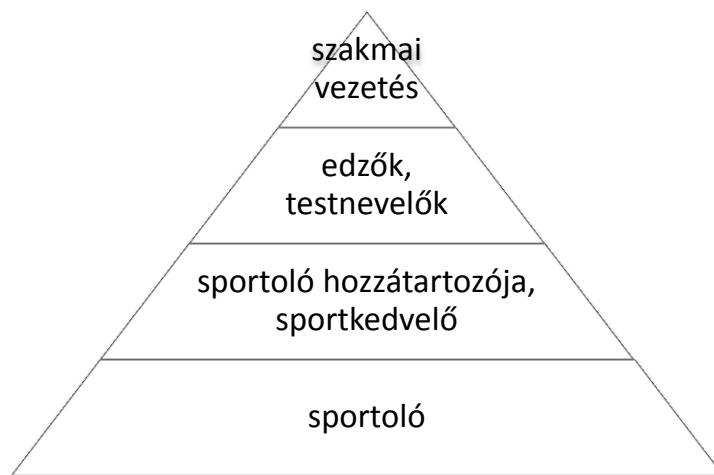 szakmai
vezetés
edzők,
testnevelők
sportoló hozzátartozója,
sportkedvelő
sportoló